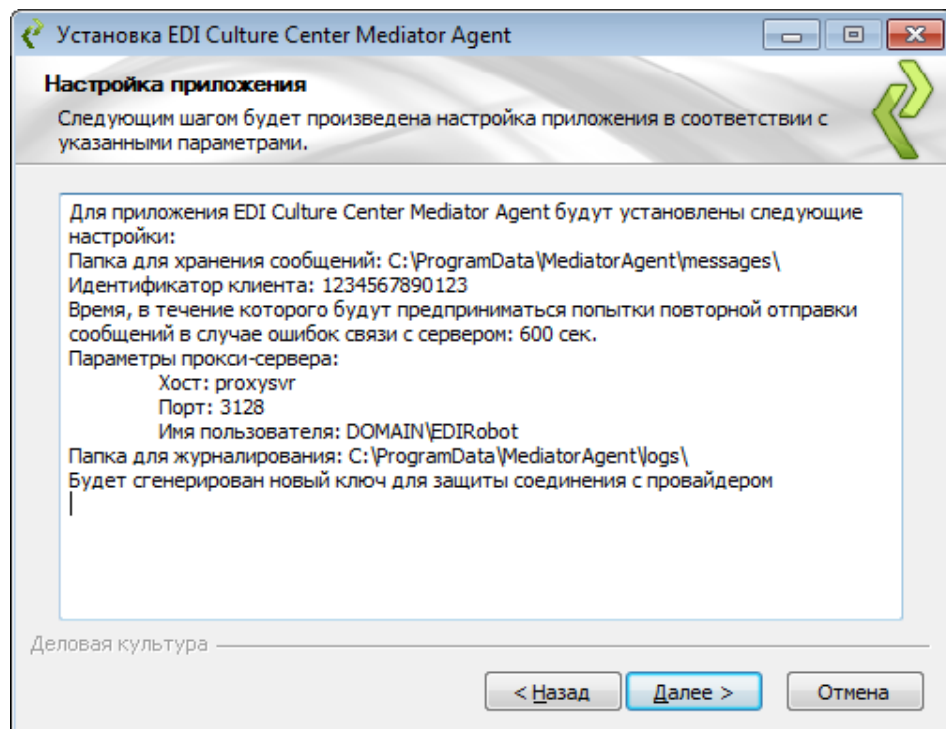 Установка EDI Culture Center Mediator Agent
Настройка приложения
Следующим шагом будет произведена настройка приложения в соответствии с
указанными параметрами.
Для приложения EDI Culture Center Mediator Agent будут установлены следующие
настройки:
Папка для хранения сообщений: C:\ProgramData\MediatorAgent\messages\
Идентификатор клиента: 1234567890123
Время, в течение которого будут предприниматься попытки повторной отправки
сообщений в случае ошибок связи с сервером: 600 сек.
Параметры прокси-сервера:
Хост: proxysvr
Порт: 3128
Имя пользователя: DOMAIN\EDIRobot
Папка для журналирования: C:\ProgramData\MediatorAgent\logs\
Будет сгенерирован новый ключ для защиты соединения с провайдером
Деловая культура
< Назад Далее > Отмена